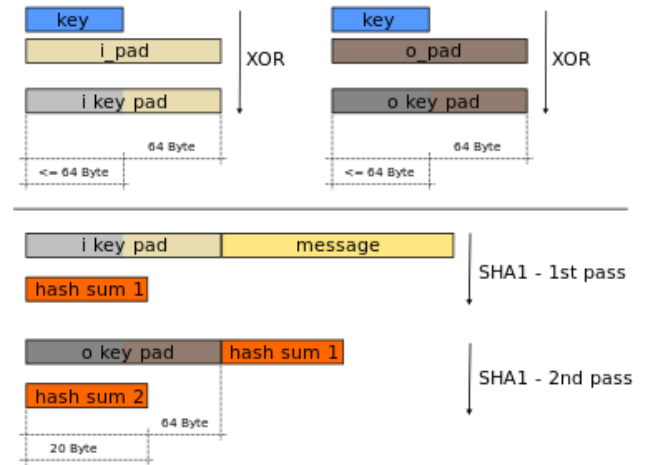 key
i_pad
XOR
i key pad
64 Byte
<= 64 Byte
key
o_pad
XOR
o key pad
64 Byte
<= 64 Byte
i key pad message
SHA1 - 1st pass
hash sum 1
o key pad hash sum 1
SHA1 - 2nd pass
hash sum 2
64 Byte
20 Byte